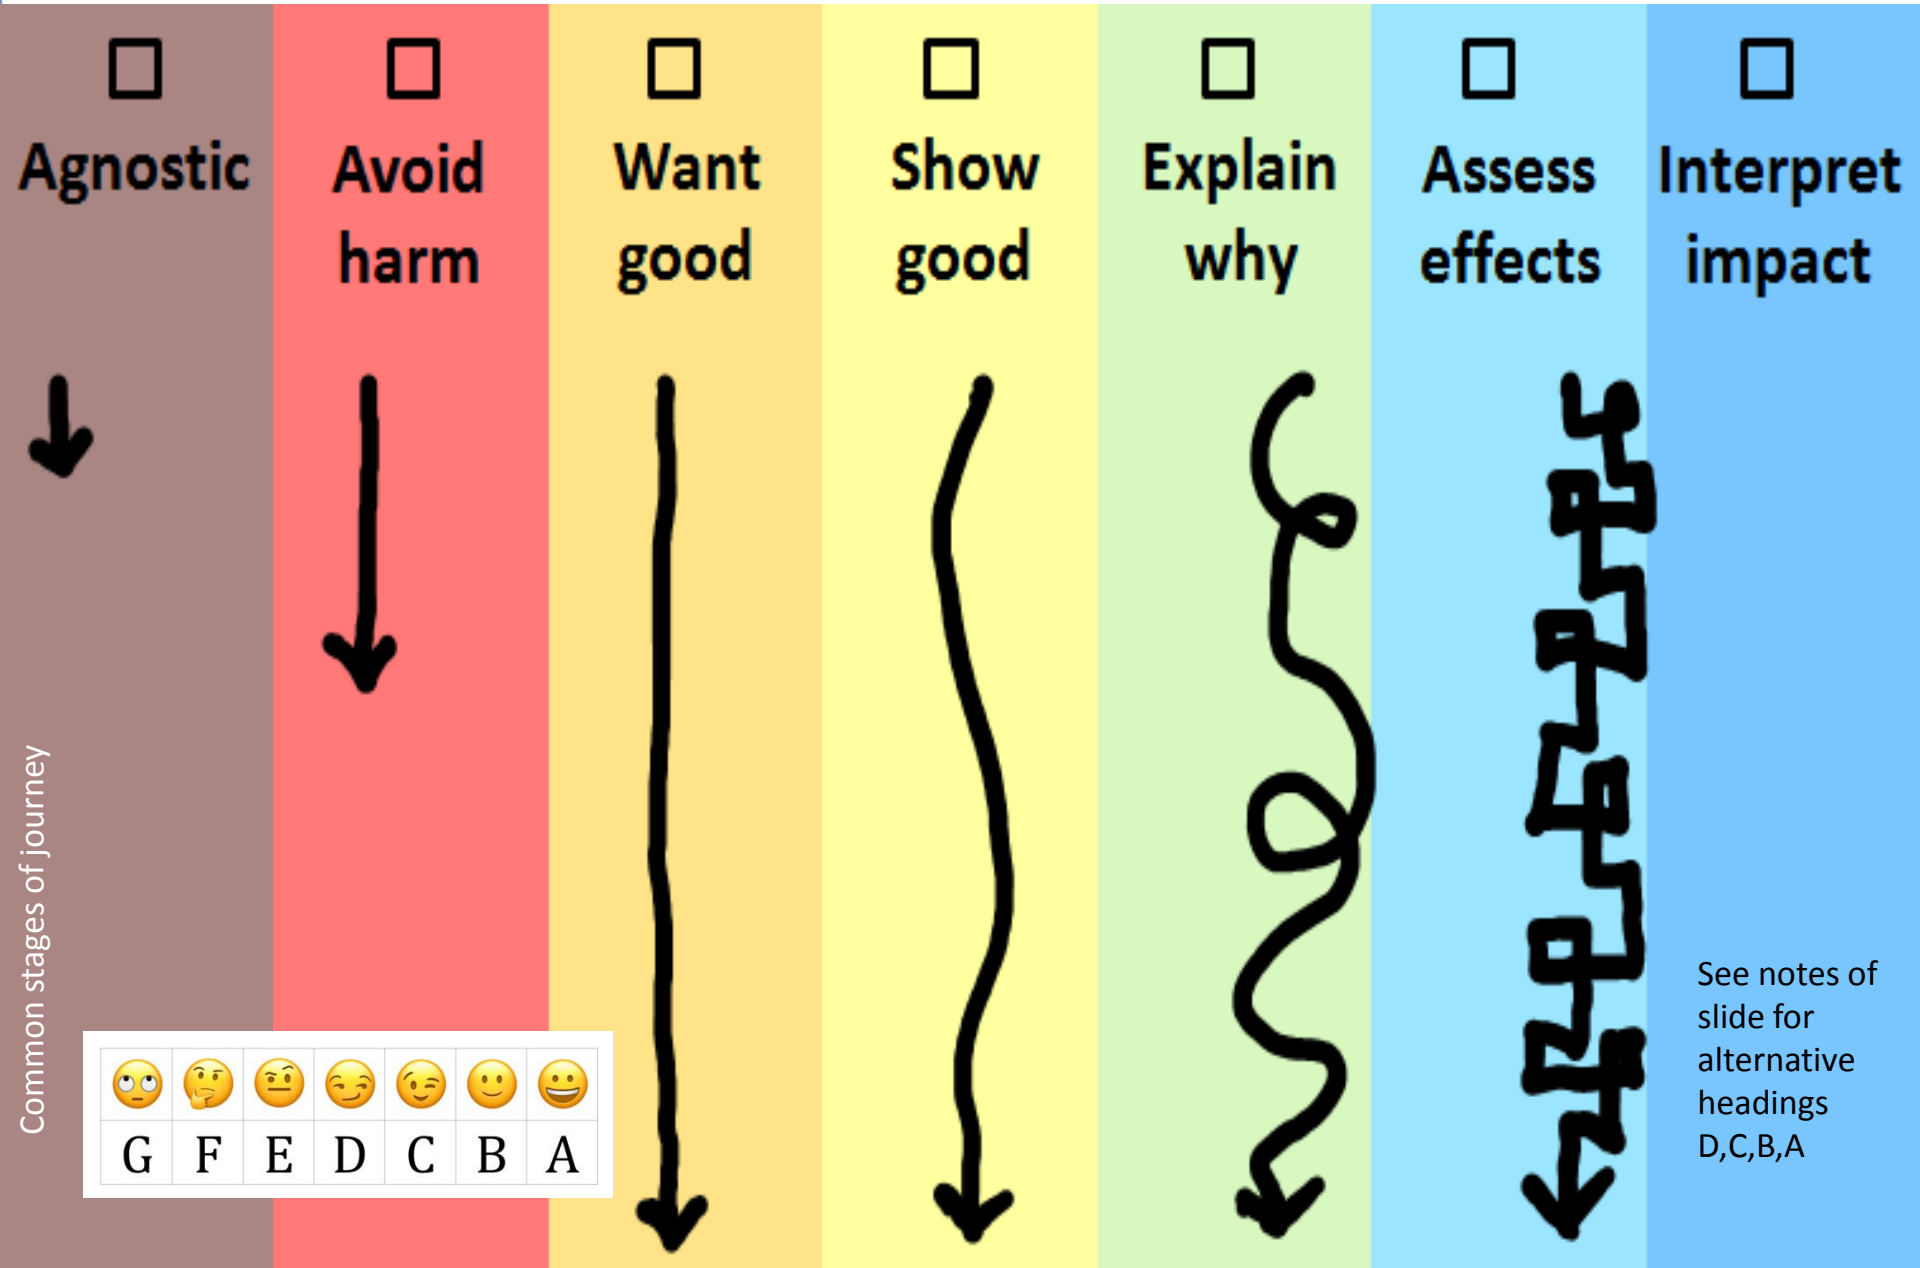 Agnostic
Avoid
harm
Want
good
Show
good
Explain
why
Assess
effects
Interpret
impact
Common stages of journey
G F E D C B A
See notes of
slide for
alternative
headings
D,C,B,A